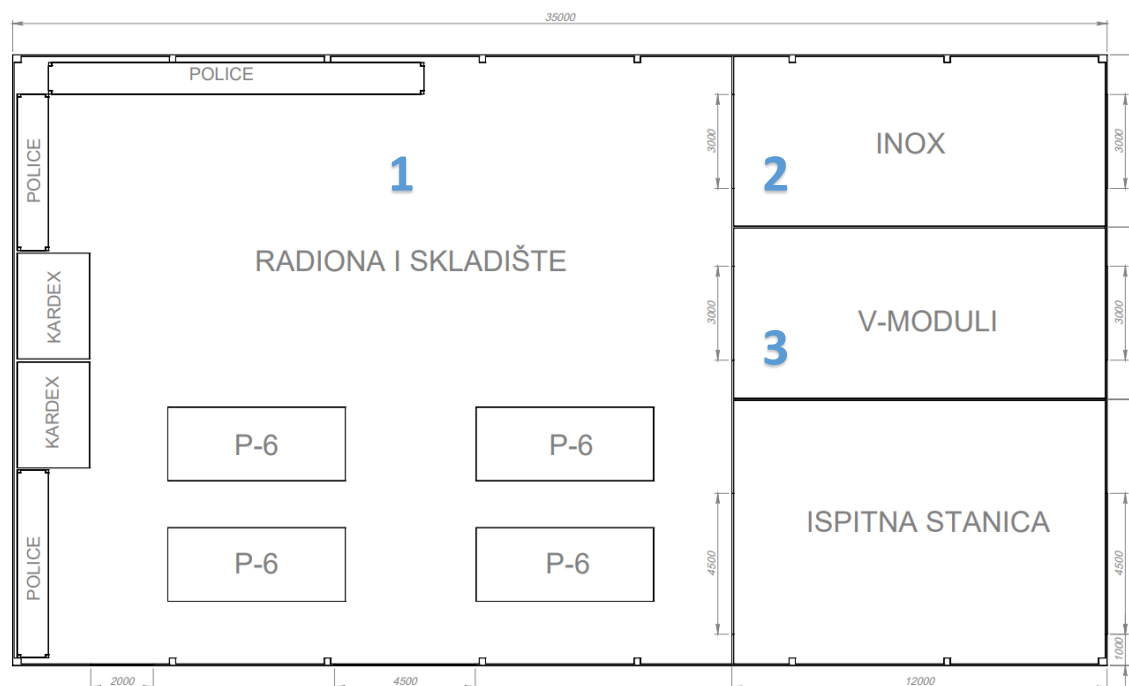 35000
POLICE
POLICE
3000
INOX
3000
1
2
RADIONA I SKLADIŠTE
KARDEX
3000
V-MODULI
3000
3
KARDEX
P-6
P-6
POLICE
4500
ISPITNA STANICA
4500
P-6
P-6
1000
2000
4500
12000